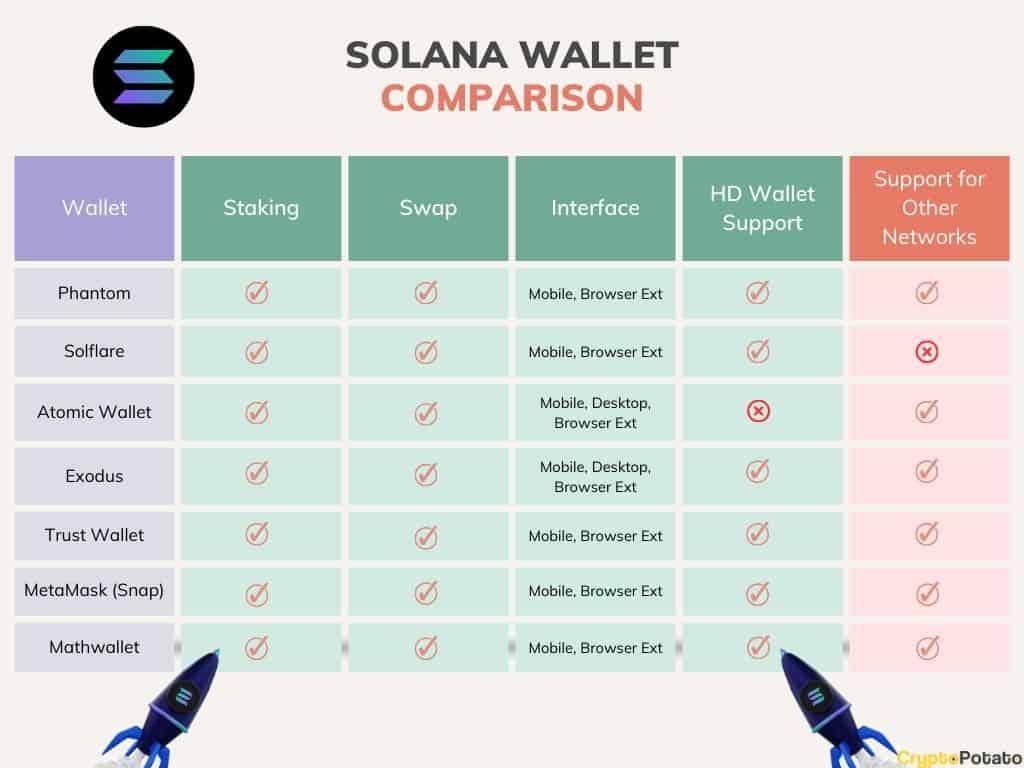 SOLANA WALLET
COMPARISON
Wallet
Staking
Swap
Interface
HD Wallet
Support
Support for
Other
Networks
Phantom
Mobile, Browser Ext
Solflare
Mobile, Browser Ext
Atomic Wallet
Mobile, Desktop,
Browser Ext
Exodus
Mobile, Desktop,
Browser Ext
Trust Wallet
Mobile, Browser Ext
MetaMask (Snap)
Mobile, Browser Ext
Mathwallet
Mobile, Browser Ext
CryptoPotato